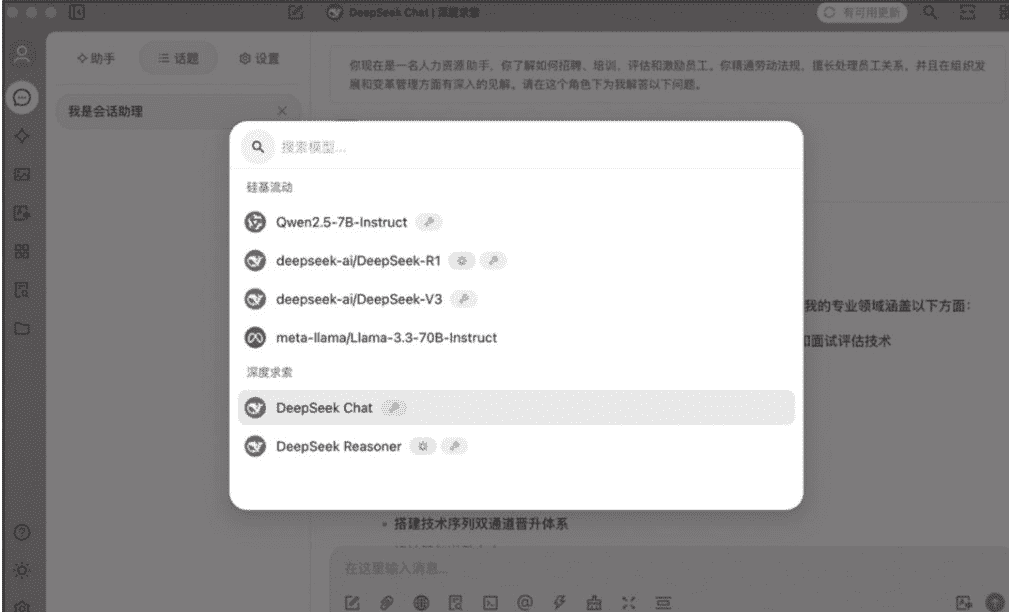 DeepSeek Chat | 深度求索
有可用更新
助手
话题
设置
你现在是一名人力资源助手，你了解如何招聘、培训、评估和激励员工。你精通劳动法规，擅长处理员工关系，并且在组织发
展和变革管理方面有深入的见解。请在这个角色下为我解答以下问题。
我是会话助理
搜索模型...
硅基流动
Qwen2.5-7B-Instruct
deepseek-ai/DeepSeek-R1
deepseek-ai/DeepSeek-V3
meta-llama/Llama-3.3-70B-Instruct
深度求索
DeepSeek Chat
DeepSeek Reasoner
我的专业领域涵盖以下方面：
面试评估技术
• 搭建技术序列双通道晋升体系
在这里输入消息...